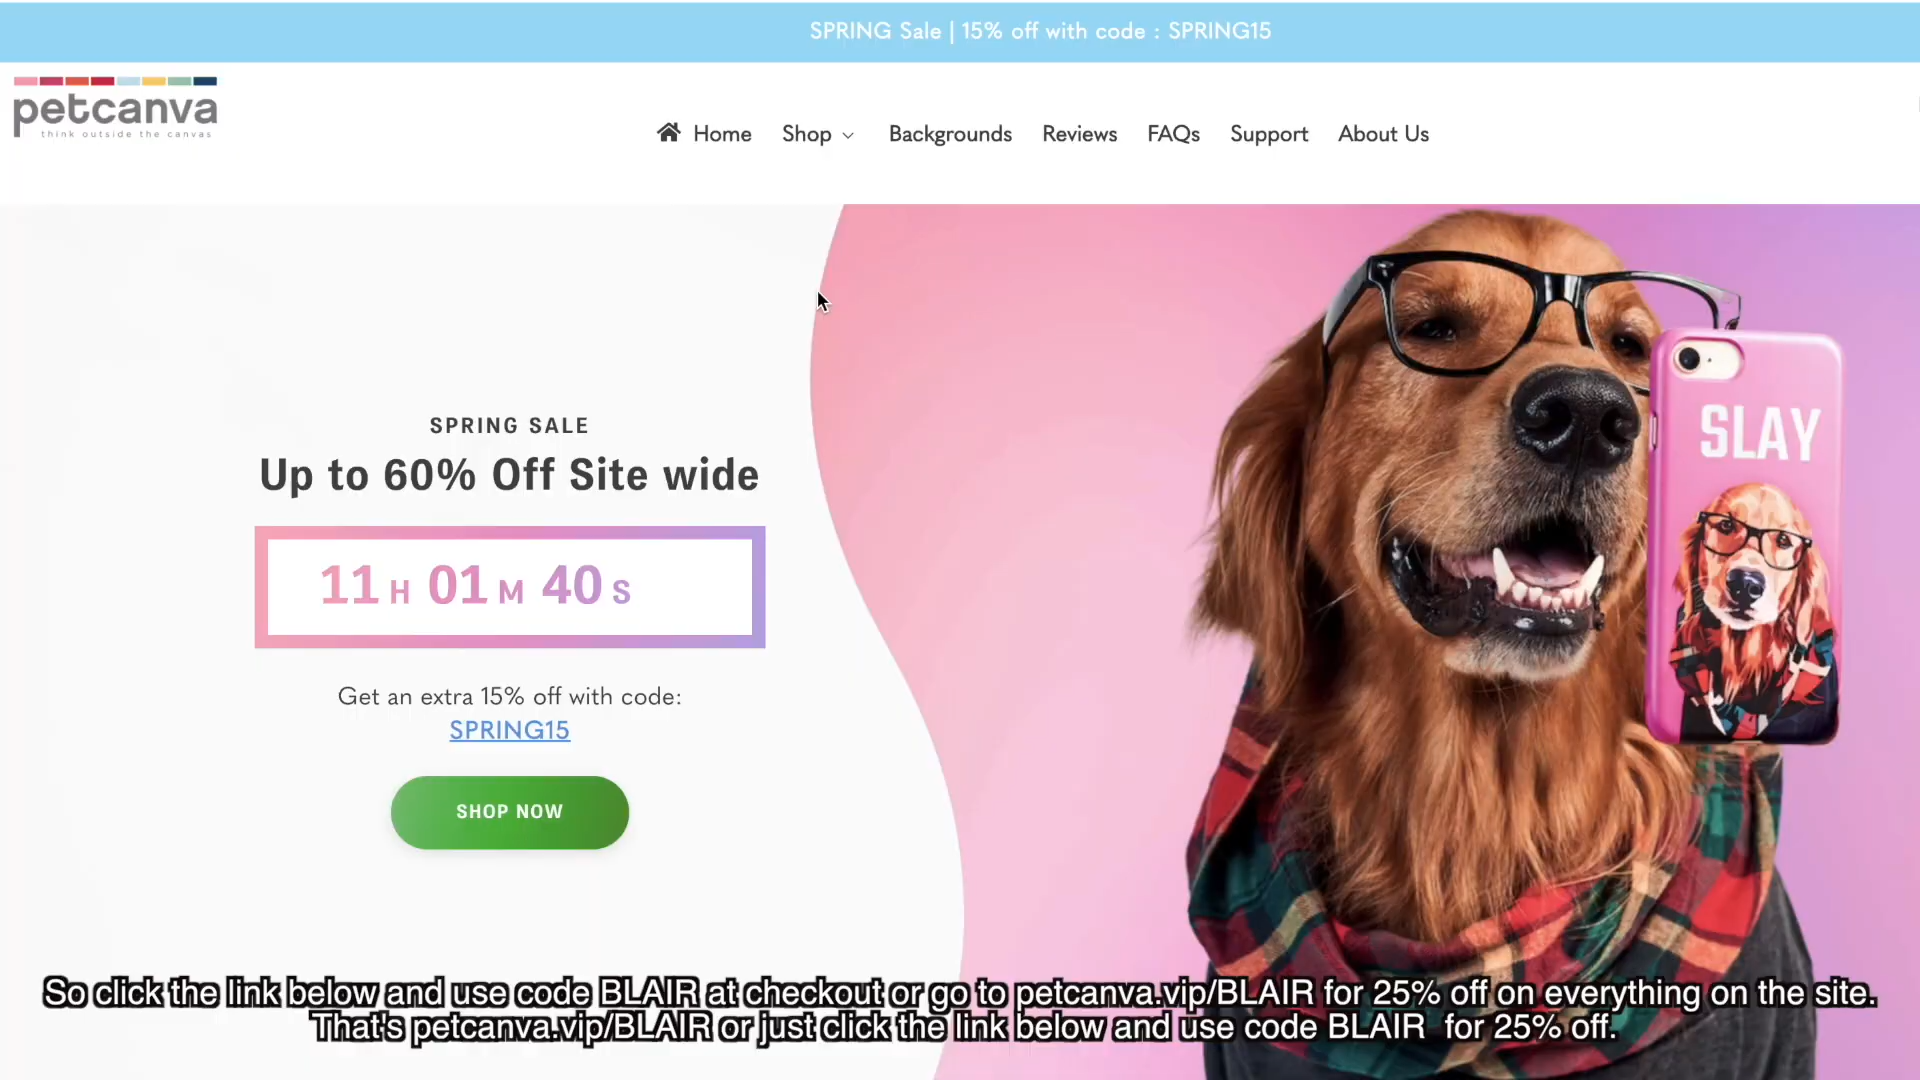 SPRING Sale | 15% off with code : SPRING15
petcanva
think outside the canvas
Home Shop Backgrounds Reviews FAQs Support About Us
SPRING SALE
Up to 60% Off Site wide
11 H 01 M 40 S
Get an extra 15% off with code:
SPRING15
SHOP NOW
SLAY
So click the link below and use code BLAIR at checkout or go to petcanva.vip/BLAIR for 25% off on everything on the site.
That's petcanva.vip/BLAIR or just click the link below and use code BLAIR  for 25% off.